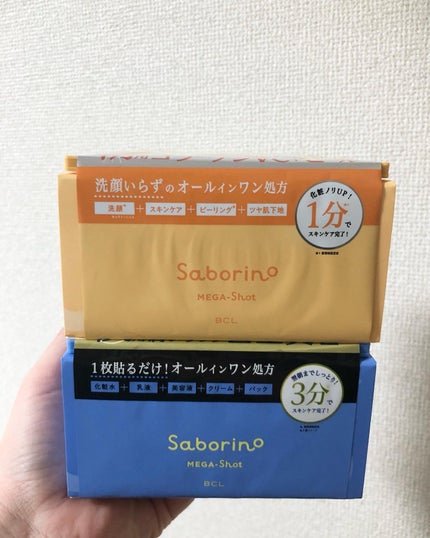 洗顔いらずのオールインワン処方
洗顔* + スキンケア + ピーリング* + ツヤ肌下地
化粧ノリUP!
1分で
スキンケア完了!
Saborino
MEGA-Shot
BCL
1枚貼るだけ!オールインワン処方
化粧水 + 乳液 + 美容液 + クリーム + パック
翌朝までしっとり!
3分で
スキンケア完了!
Saborino
MEGA-Shot
BCL